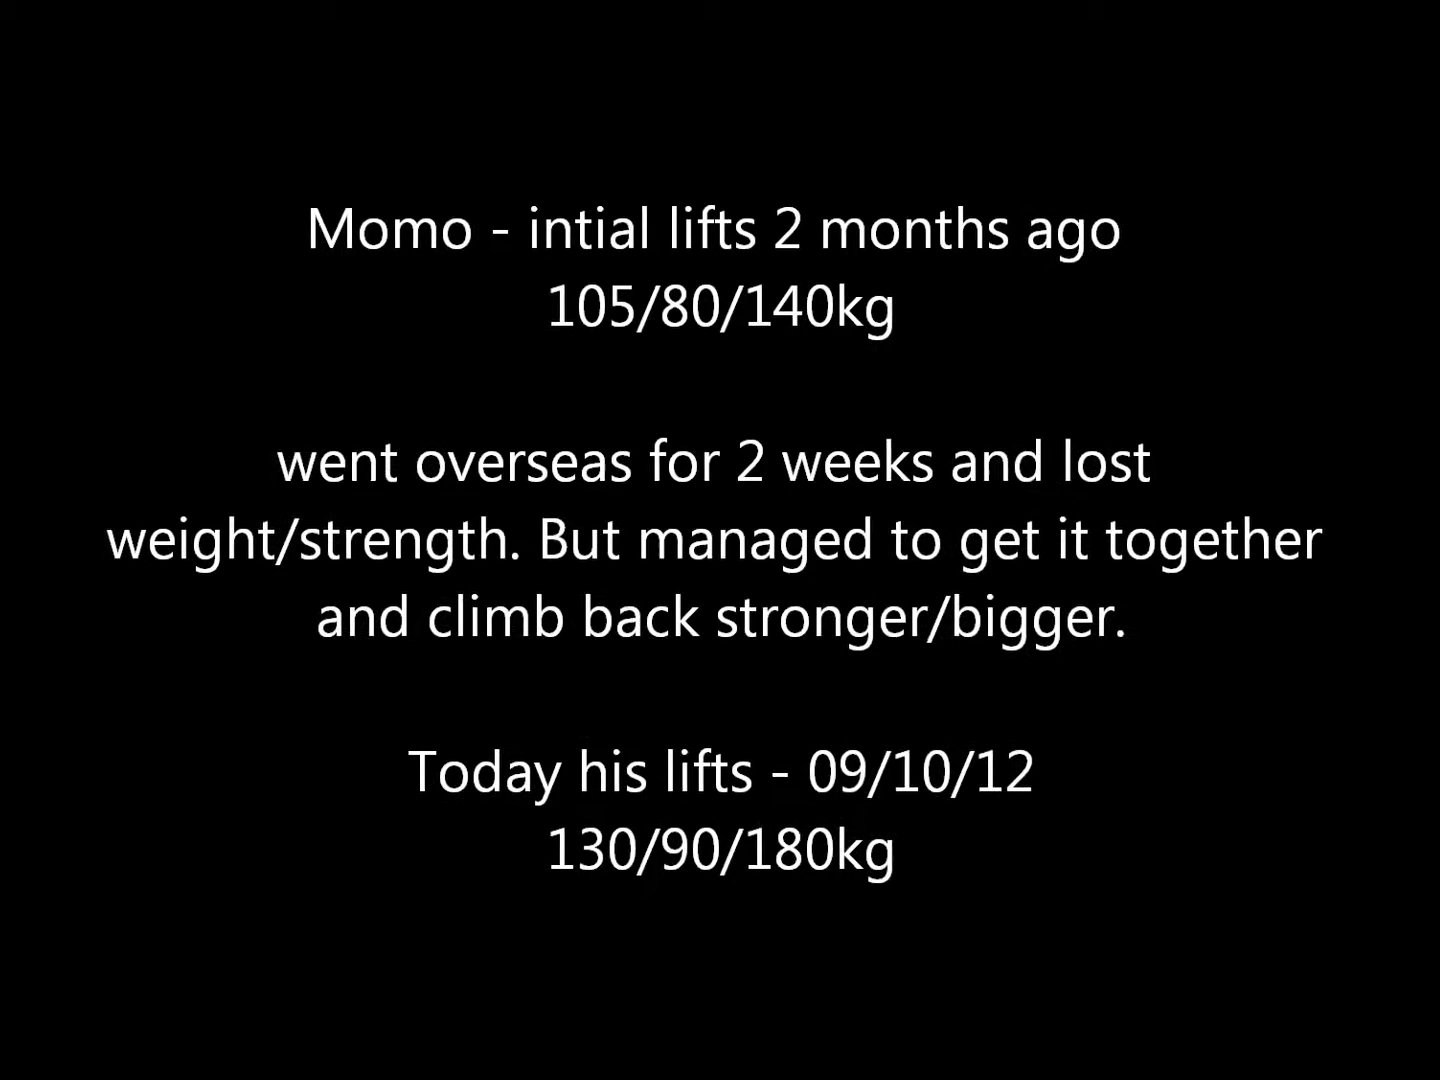 Momo - intial lifts 2 months ago
105/80/140kg
went overseas for 2 weeks and lost
weight/strength. But managed to get it together
and climb back stronger/bigger.
Today his lifts - 09/10/12
130/90/180kg